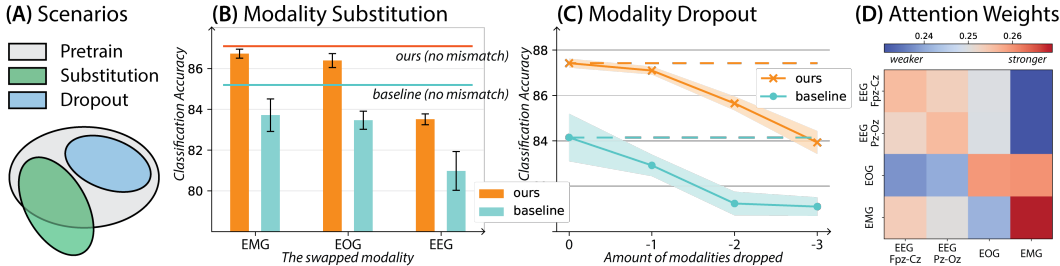 (A) Scenarios
Pretrain
Substitution
Dropout
(B) Modality Substitution
Classification Accuracy
86
84
82
80
ours (no mismatch)
baseline (no mismatch)
ours
baseline
EMG
EOG
EEG
The swapped modality
(C) Modality Dropout
Classification Accuracy
88
86
84
ours
baseline
0
-1
-2
-3
Amount of modalities dropped
(D) Attention Weights
0.24
0.25
0.26
weaker
stronger
EEG
Fpz-Cz
EEG
Pz-Oz
EOG
EMG
EEG
Fpz-Cz
EEG
Pz-Oz
EOG
EMG